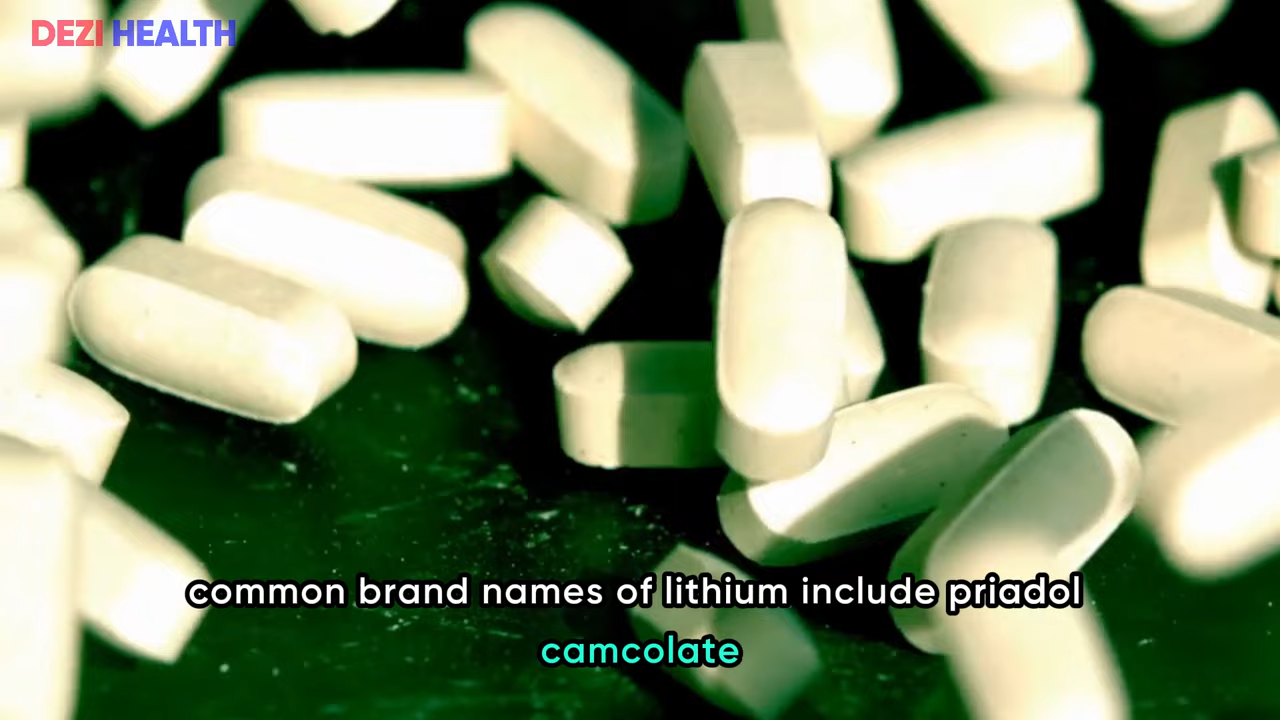 DEZI HEALTH
common brand names of lithium include priadol
camcolate